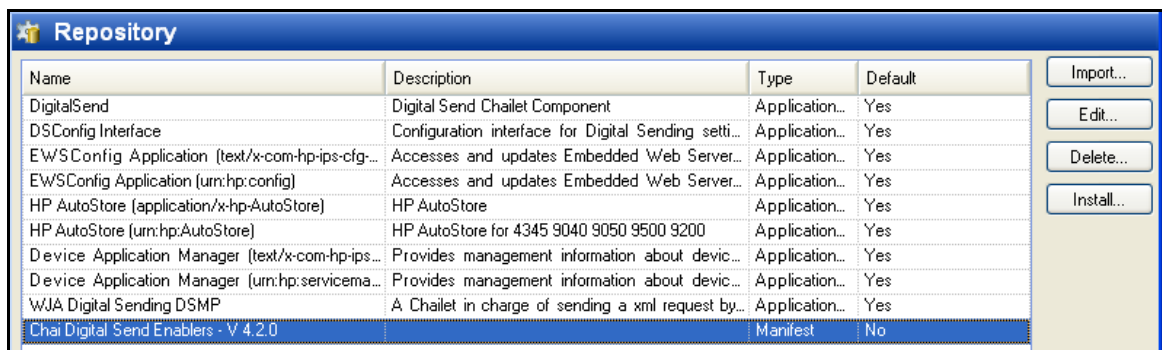 Repository
Name Description Type Default
DigitalSend Digital Send Chailet Component Application... Yes
DSConfig Interface Configuration interface for Digital Sending setti... Application... Yes
EWSConfig Application (text/x-com-hp-ips-cfg-... Accesses and updates Embedded Web Server... Application... Yes
EWSConfig Application (urn:hp:config) Accesses and updates Embedded Web Server... Application... Yes
HP AutoStore (application/x-hp-AutoStore) HP AutoStore Application... Yes
HP AutoStore (urn:hp:AutoStore) HP AutoStore for 4345 9040 9050 9500 9200 Application... Yes
Device Application Manager (text/x-com-hp-ips... Provides management information about devic... Application... Yes
Device Application Manager (urn:hp:servicema... Provides management information about devic... Application... Yes
WJA Digital Sending DSMP A Chailet in charge of sending a xml request by... Application... Yes
Chai Digital Send Enablers - V 4.2.0 Manifest No
Import...
Edit...
Delete...
Install...